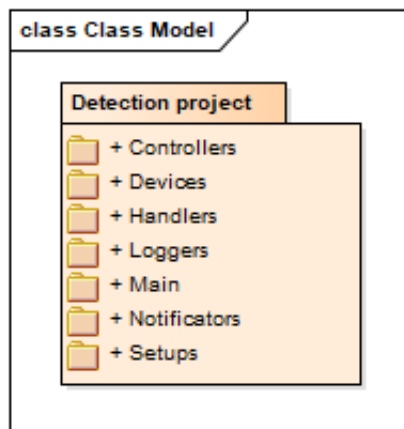 class Class Model
Detection project
+ Controllers
+ Devices
+ Handlers
+ Loggers
+ Main
+ Notificators
+ Setups